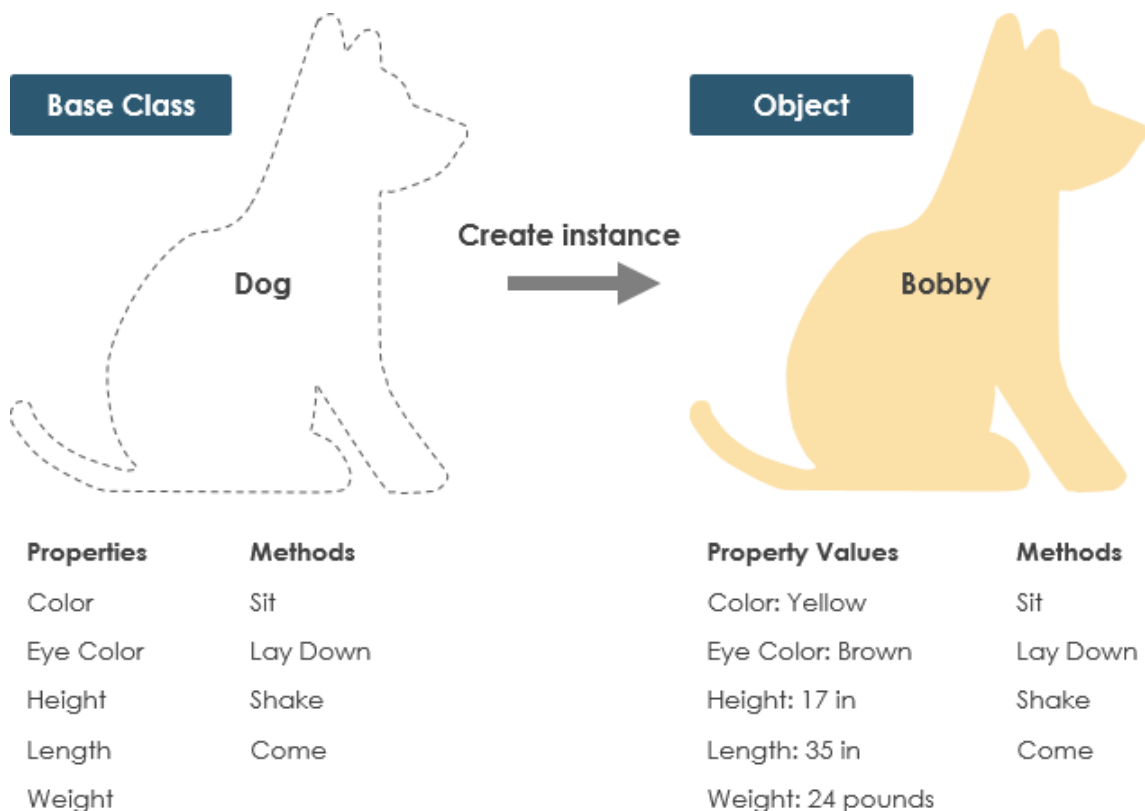 Base Class
Object
Create instance
Dog
Bobby
Properties
Methods
Color
Sit
Eye Color
Lay Down
Height
Shake
Length
Come
Weight
Property Values
Methods
Color: Yellow
Sit
Eye Color: Brown
Lay Down
Height: 17 in
Shake
Length: 35 in
Come
Weight: 24 pounds